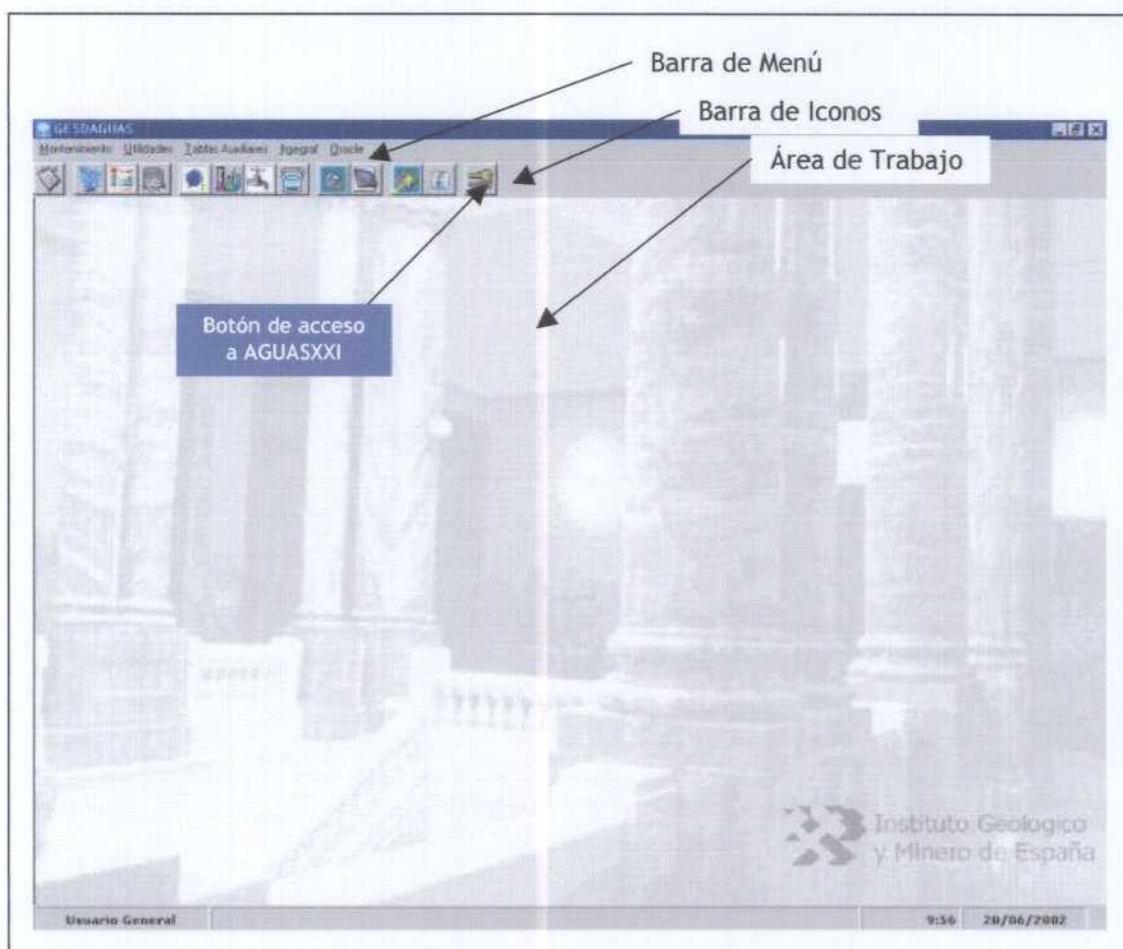 Barra de Menú
Barra de Iconos
GESDAGUAS
Mantenimiento Utilidades Tablas Auxiliares Oracle
Área de Trabajo
Botón de acceso
a AGUASXXI
Instituto Geologico
y Minero de España
Usuario General 9:56 20/06/2002